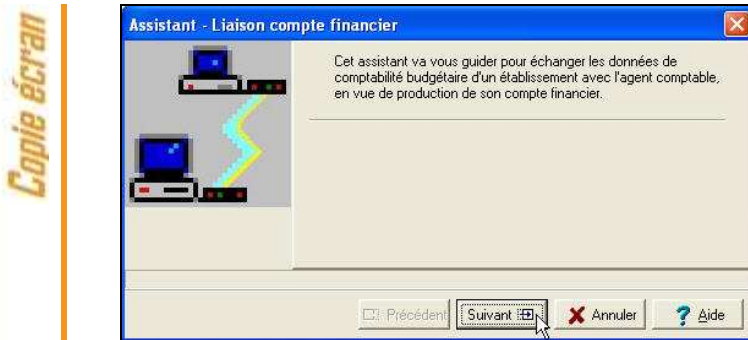 Copie écran
Assistant - Liaison compte financier
Cet assistant va vous guider pour échanger les données de
comptabilité budgétaire d'un établissement avec l'agent comptable,
en vue de production de son compte financier.
Précédent Suivant Annuler ? Aide